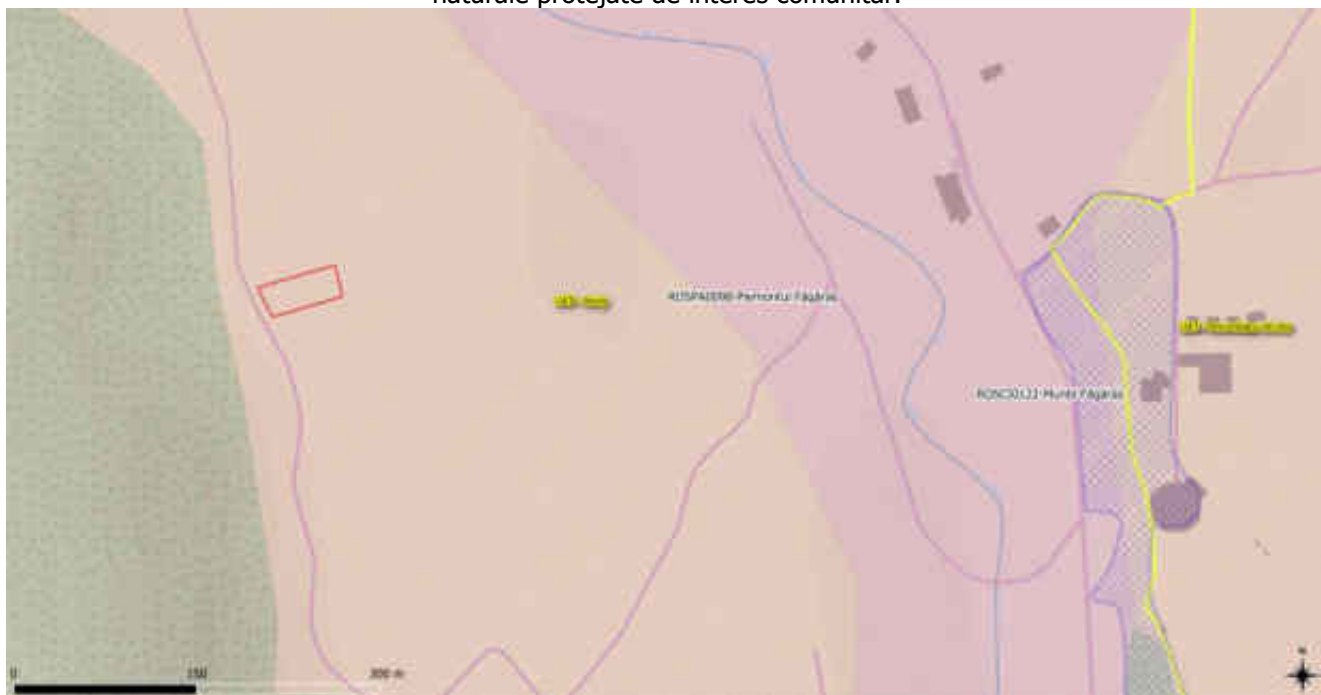 naturale protejate de interes comunitar.
ROSPA0098-Piemontul Făgăraș
ROSCI0122-Munții Făgăraș
0
150
300 m
N